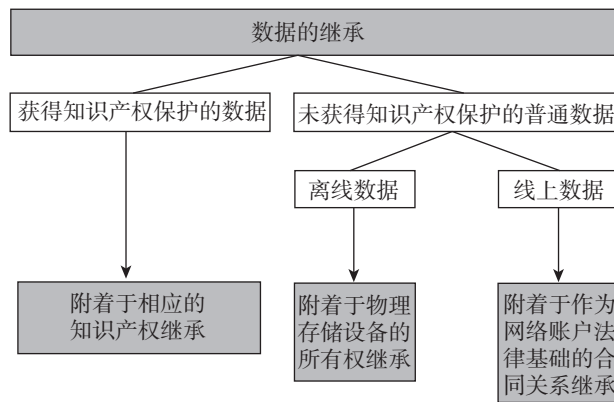 数据的继承
获得知识产权保护的数据
未获得知识产权保护的普通数据
离线数据
线上数据
附着于相应的
知识产权继承
附着于物理
存储设备的
所有权继承
附着于作为
网络账户法
律基础的合
同关系继承